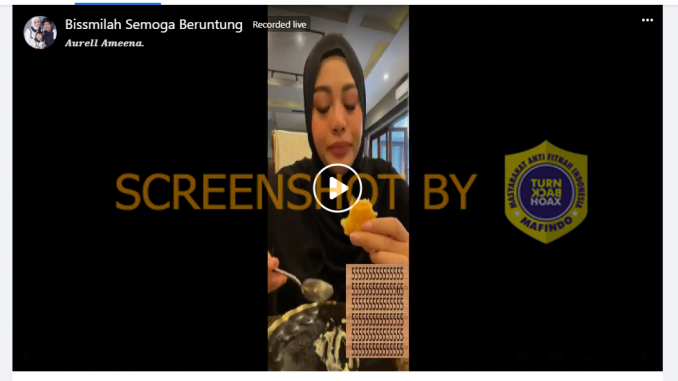 Bissmilah Semoga Beruntung Recorded live
Aurell Ameena.
SCREENSHOT BY
MASYARAKAT ANTI FITNAH INDONESIA
TURN
BACK
HOAX
MAFINDO